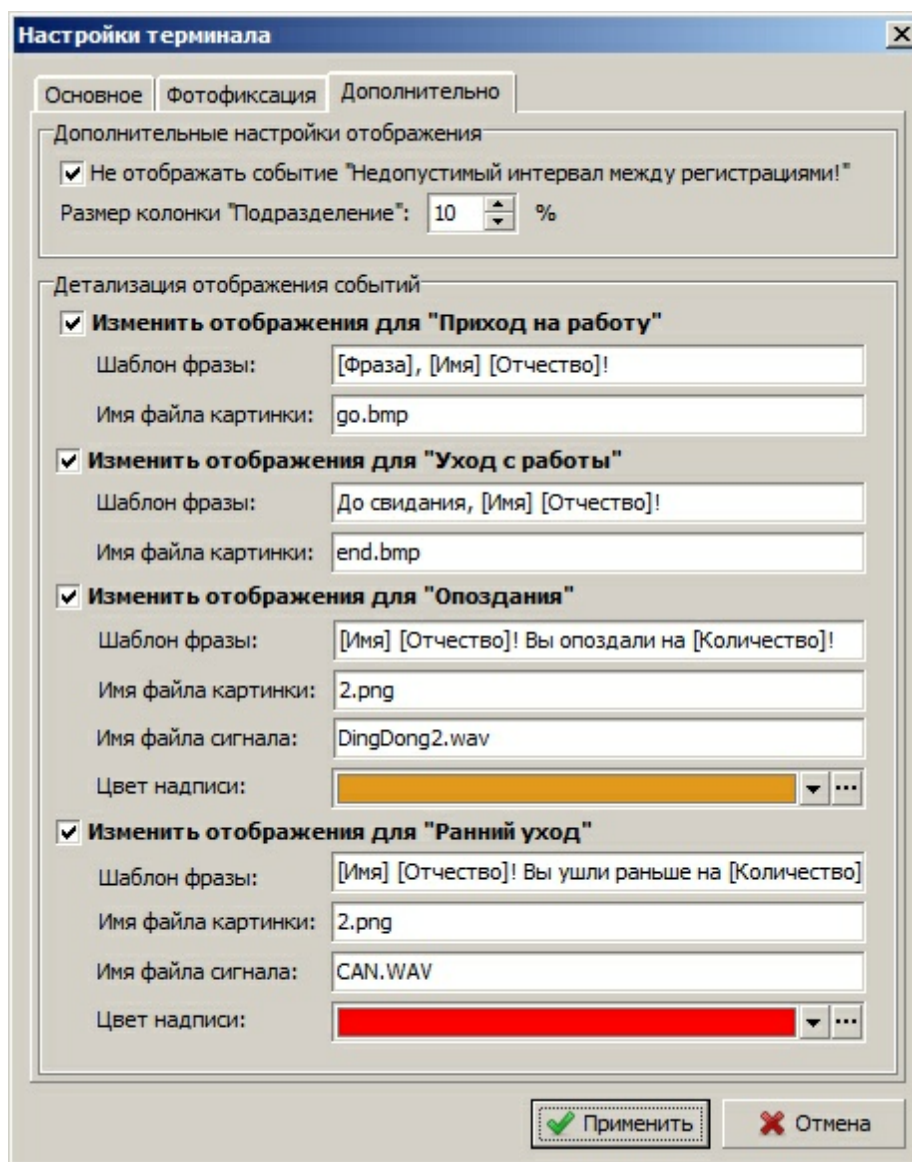 Настройки терминала
Основное Фотофиксация Дополнительно
Дополнительные настройки отображения
Не отображать событие "Недопустимый интервал между регистрациями!"
Размер колонки "Подразделение": 10 %
Детализация отображения событий
Изменить отображения для "Приход на работу"
Шаблон фразы: [Фраза], [Имя] [Отчество]!
Имя файла картинки: go.bmp
Изменить отображения для "Уход с работы"
Шаблон фразы: До свидания, [Имя] [Отчество]!
Имя файла картинки: end.bmp
Изменить отображения для "Опоздания"
Шаблон фразы: [Имя] [Отчество]! Вы опоздали на [Количество]!
Имя файла картинки: 2.png
Имя файла сигнала: DingDong2.wav
Цвет надписи:
Изменить отображения для "Ранний уход"
Шаблон фразы: [Имя] [Отчество]! Вы ушли раньше на [Количество]
Имя файла картинки: 2.png
Имя файла сигнала: CAN.WAV
Цвет надписи:
Применить Отмена